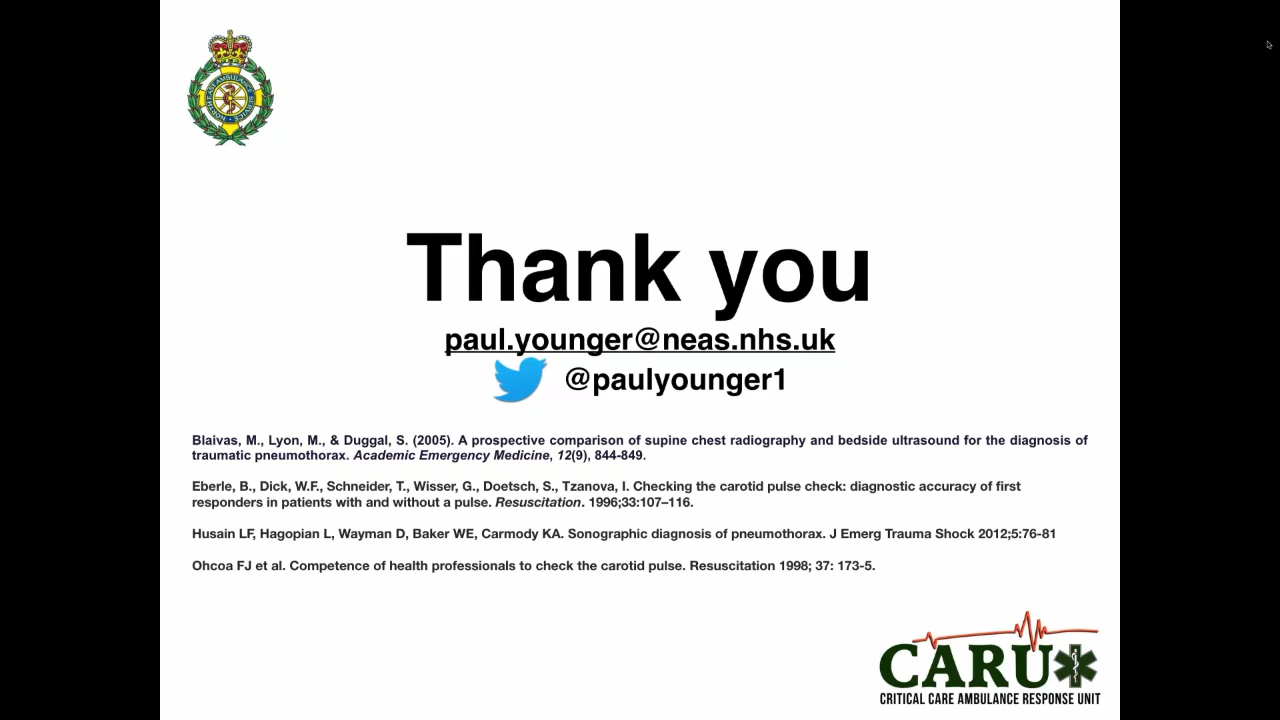 NORTH EAST AMBULANCE SERVICE
Thank you
paul.younger@neas.nhs.uk
@paulyounger1
Blaivas, M., Lyon, M., & Duggal, S. (2005). A prospective comparison of supine chest radiography and bedside ultrasound for the diagnosis of
traumatic pneumothorax. Academic Emergency Medicine, 12(9), 844-849.
Eberle, B., Dick, W.F., Schneider, T., Wisser, G., Doetsch, S., Tzanova, I. Checking the carotid pulse check: diagnostic accuracy of first
responders in patients with and without a pulse. Resuscitation. 1996;33:107–116.
Husain LF, Hagopian L, Wayman D, Baker WE, Carmody KA. Sonographic diagnosis of pneumothorax. J Emerg Trauma Shock 2012;5:76-81
Ohcoa FJ et al. Competence of health professionals to check the carotid pulse. Resuscitation 1998; 37: 173-5.
CARU
CRITICAL CARE AMBULANCE RESPONSE UNIT